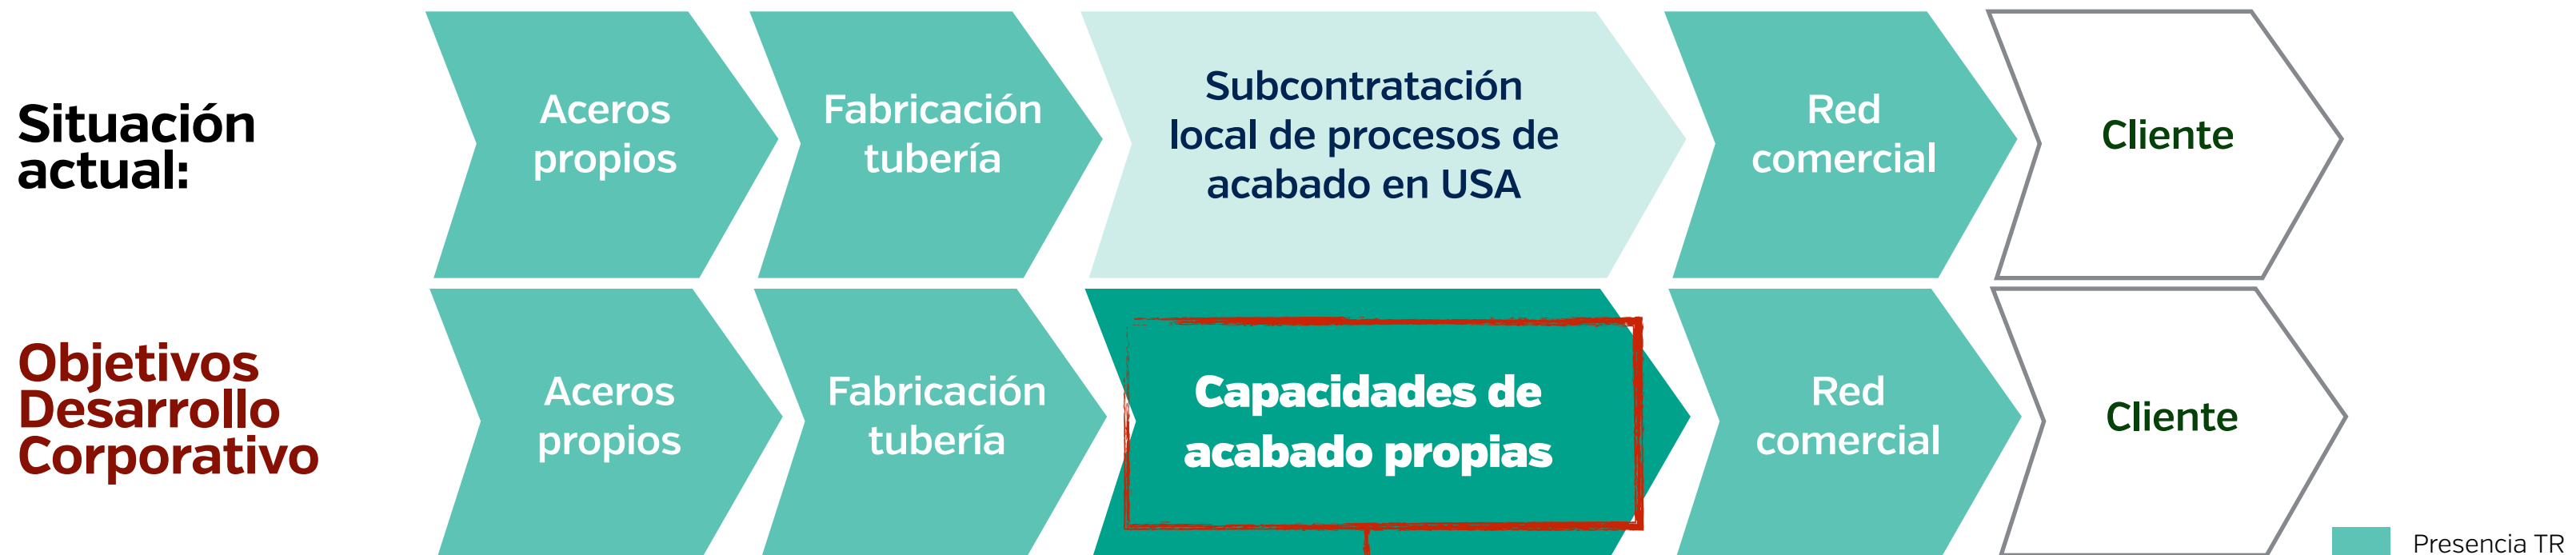 Situación
actual:
Aceros
propios
Fabricación
tubería
Subcontratación
local de procesos de
acabado en USA
Red
comercial
Cliente
Objetivos
Desarrollo
Corporativo
Aceros
propios
Fabricación
tubería
Capacidades de
acabado propias
Red
comercial
Cliente
Presencia TR